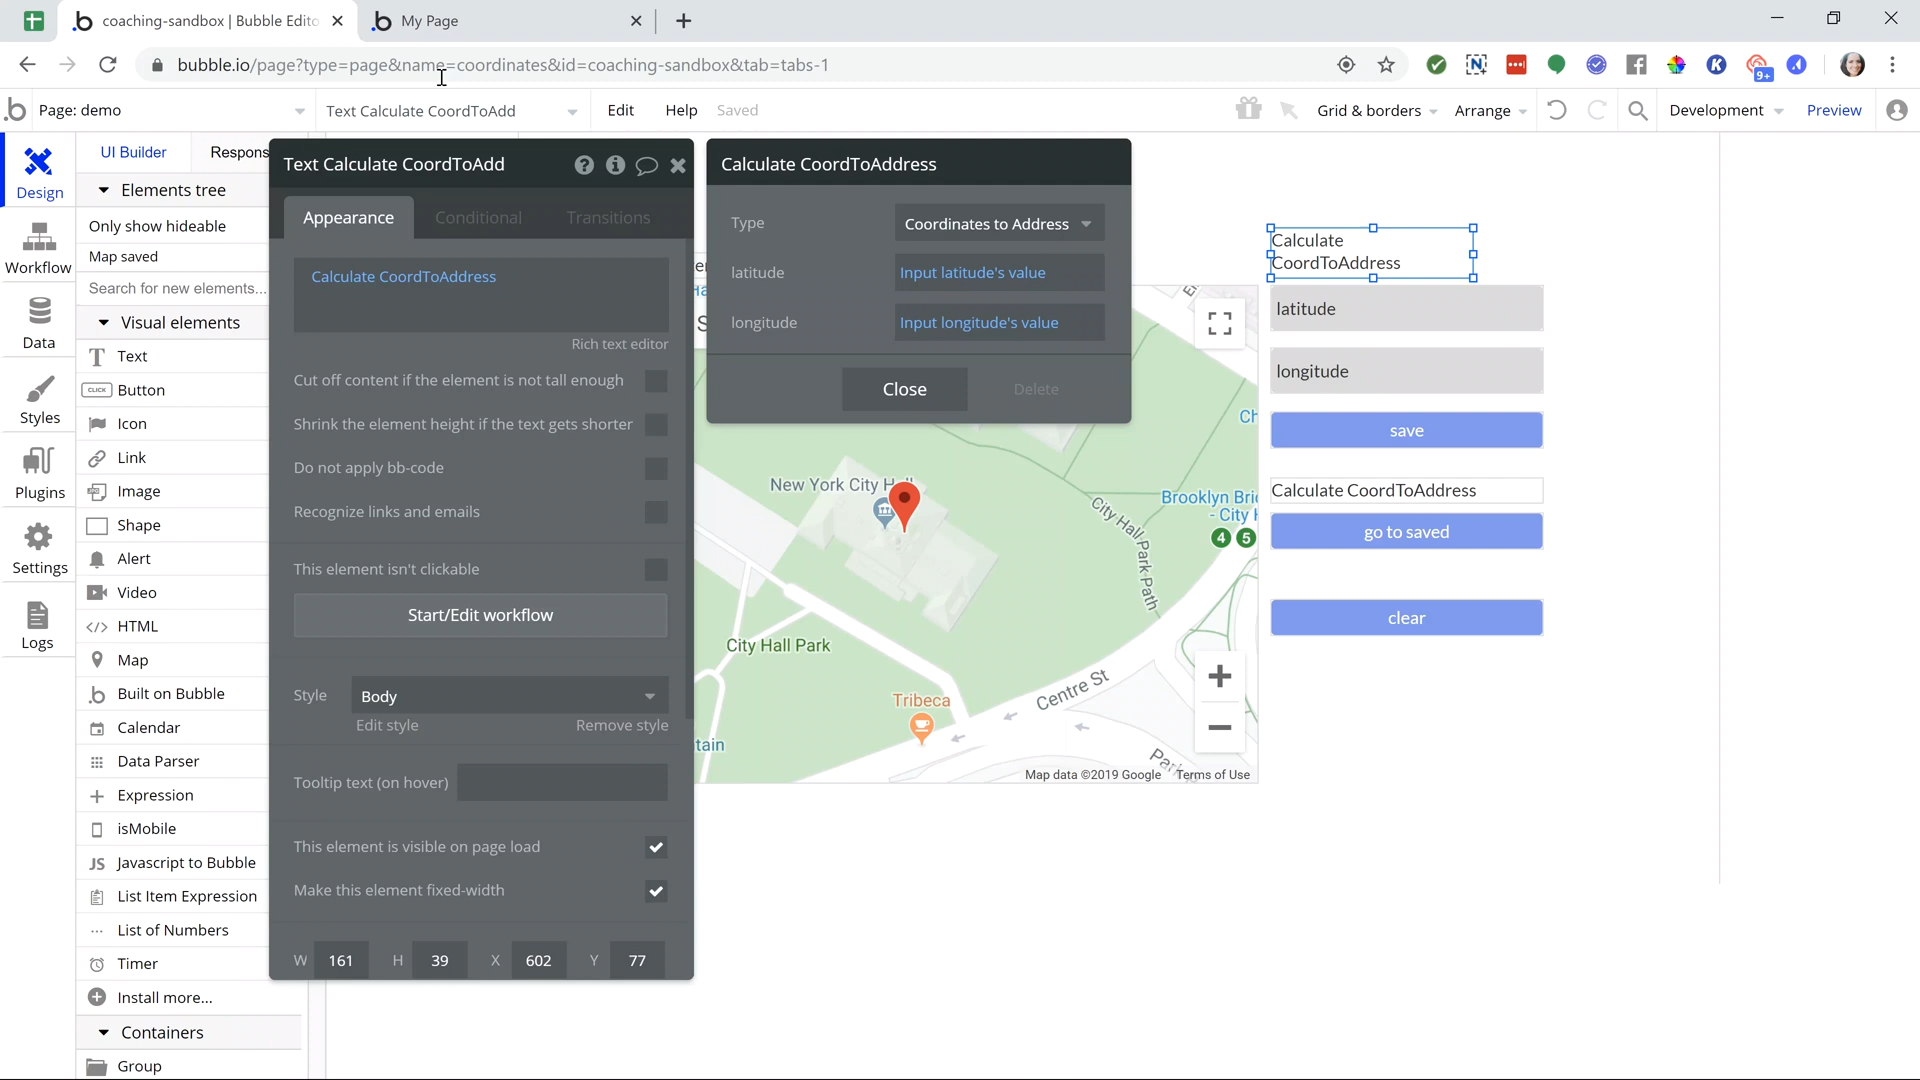 coaching-sandbox | Bubble Edito
My Page
bubble.io/page?type=page&name=coordinates&id=coaching-sandbox&tab=tabs-1
9+
Page: demo
Text Calculate CoordToAdd
Edit
Help
Saved
Grid & borders
Arrange
Development
Preview
Design
Workflow
Data
Styles
Plugins
Settings
Logs
UI Builder
Respons
Elements tree
Only show hideable
Map saved
Search for new elements...
Visual elements
Text
CLICK
Button
Icon
Link
Image
Shape
Alert
Video
HTML
Map
Built on Bubble
Calendar
Data Parser
Expression
isMobile
JS
Javascript to Bubble
List Item Expression
List of Numbers
Timer
Install more...
Containers
Group
Text Calculate CoordToAdd
Appearance
Conditional
Transitions
Calculate CoordToAddress
Rich text editor
Cut off content if the element is not tall enough
Shrink the element height if the text gets shorter
Do not apply bb-code
Recognize links and emails
This element isn't clickable
Start/Edit workflow
Style
Body
Edit style
Remove style
Tooltip text (on hover)
This element is visible on page load
Make this element fixed-width
W 161 H 39 X 602 Y 77
Calculate CoordToAddress
Type
Coordinates to Address
latitude
Input latitude's value
longitude
Input longitude's value
Close
Delete
New York City Hall
City Hall Park
City Hall Park Path
Brooklyn Bri
- City H
4 5
Tribeca
Centre St
Park
tain
Ch
Map data ©2019 Google
Terms of Use
Calculate
CoordToAddress
latitude
longitude
save
Calculate CoordToAddress
go to saved
clear